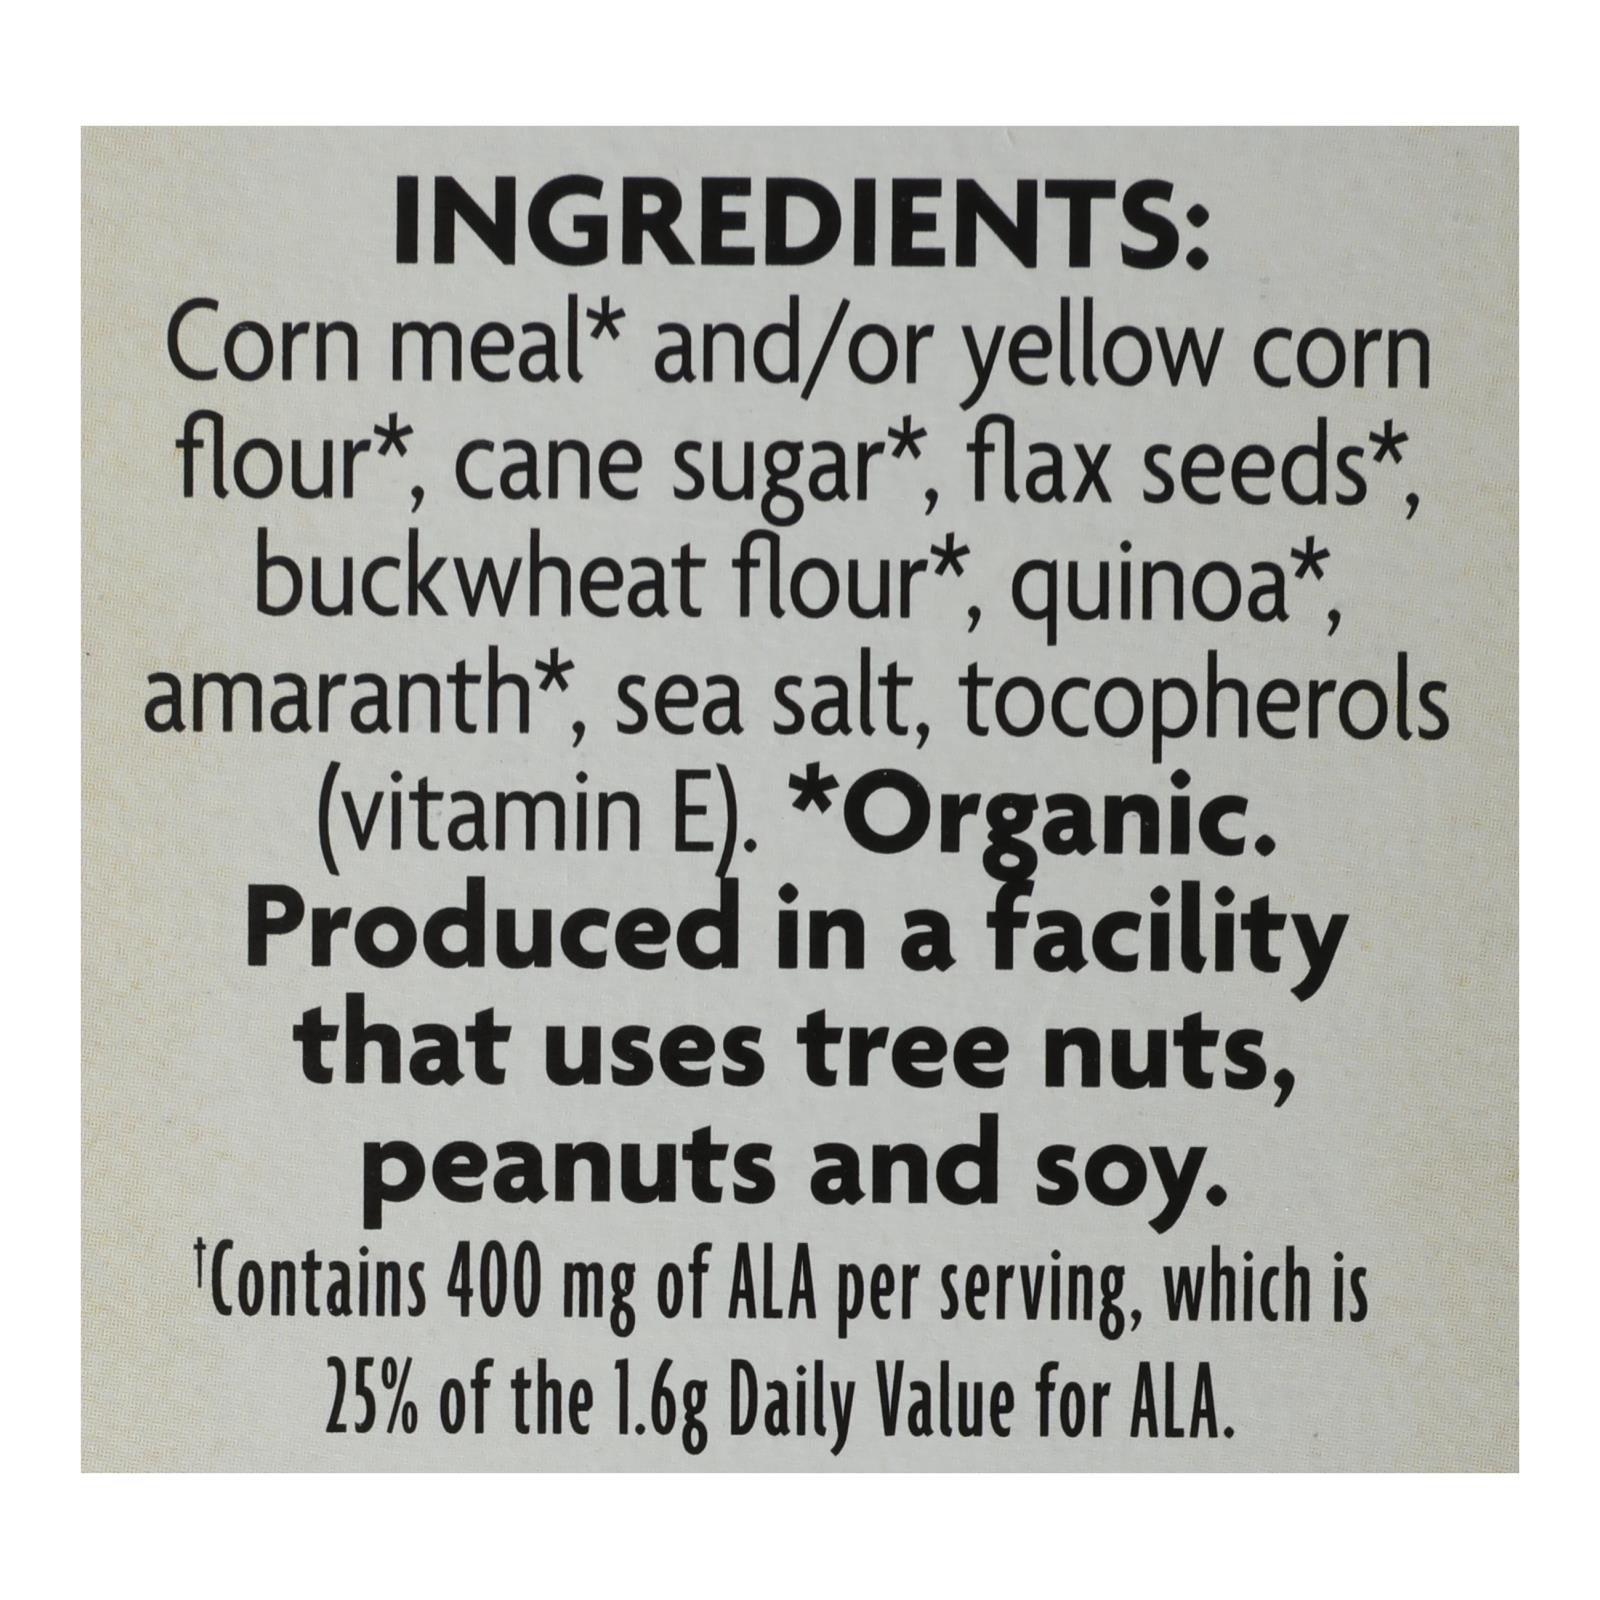 INGREDIENTS:
Corn meal* and/or yellow corn
flour*, cane sugar*, flax seeds*,
buckwheat flour*, quinoa*,
amaranth*, sea salt, tocopherols
(vitamin E). *Organic.
Produced in a facility
that uses tree nuts,
peanuts and soy.
†Contains 400 mg of ALA per serving, which is
25% of the 1.6g Daily Value for ALA.